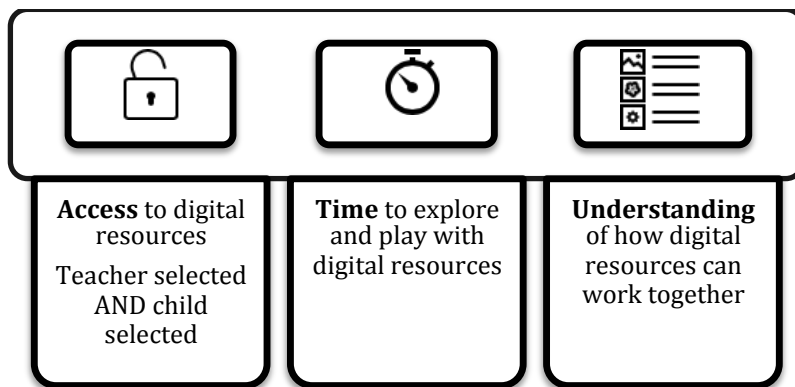 Access to digital
resources
Teacher selected
AND child
selected
Time to explore
and play with
digital resources
Understanding
of how digital
resources can
work together